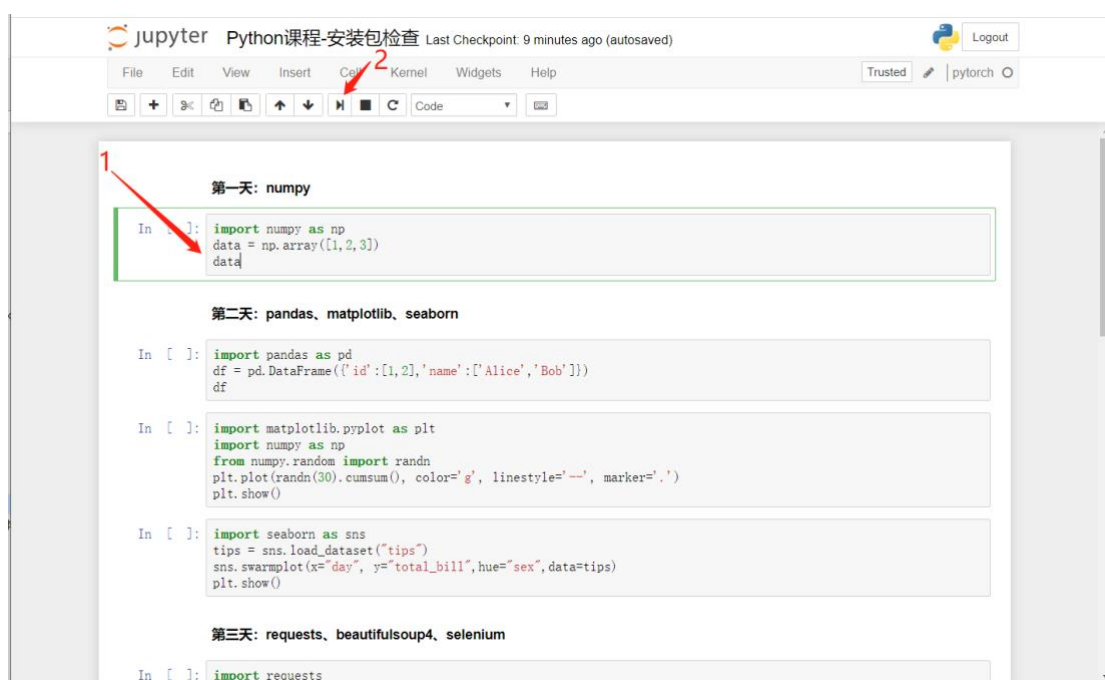 jupyter Python课程-安装包检查 Last Checkpoint: 9 minutes ago (autosaved)
Logout
2
File Edit View Insert Cell Kernel Widgets Help
Trusted pytorch
Code
1
第一天：numpy
In [ ]: import numpy as np
data = np.array([1,2,3])
data
第二天：pandas、matplotlib、seaborn
In [ ]: import pandas as pd
df = pd.DataFrame({'id':[1,2],'name':['Alice','Bob']})
df
In [ ]: import matplotlib.pyplot as plt
import numpy as np
from numpy.random import randn
plt.plot(randn(30).cumsum(), color='g', linestyle='--', marker='.')
plt.show()
In [ ]: import seaborn as sns
tips = sns.load_dataset("tips")
sns.swarmplot(x="day", y="total_bill",hue="sex",data=tips)
plt.show()
第三天：requests、beautifulsoup4、selenium
In [ ]: import requests